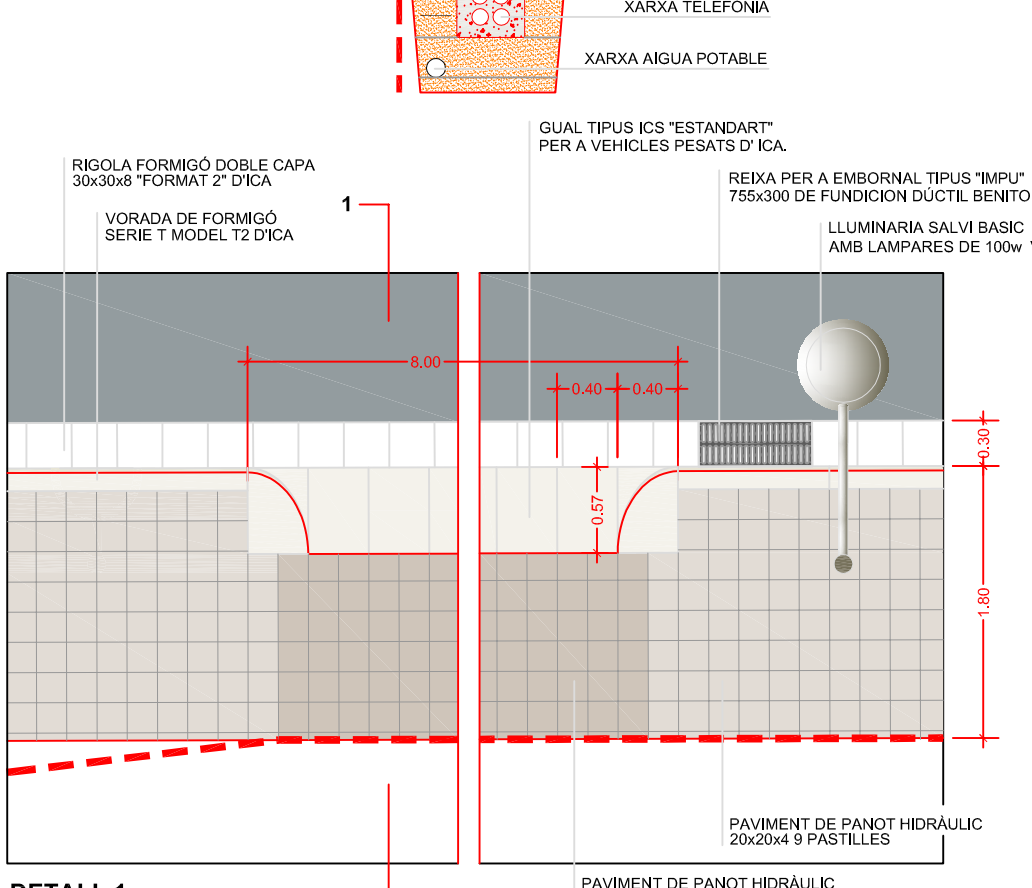 XARXA TELEFONIA
XARXA AIGUA POTABLE
GUAL TIPUS ICS "ESTANDART"
PER A VEHICLES PESATS D' ICA.
RIGOLA FORMIGÓ DOBLE CAPA
30x30x8 "FORMAT 2" D'ICA
REIXA PER A EMBORNAL TIPUS "IMPU"
755x300 DE FUNDICION DÚCTIL BENITO
1
VORADA DE FORMIGÓ
SERIE T MODEL T2 D'ICA
LLUMINARIA SALVI BASIC
AMB LAMPARES DE 100w
8.00
0.40
0.40
0.30
0.57
1.80
PAVIMENT DE PANOT HIDRÀULIC
20x20x4 9 PASTILLES
PAVIMENT DE PANOT HIDRÀULIC
DETALL 1